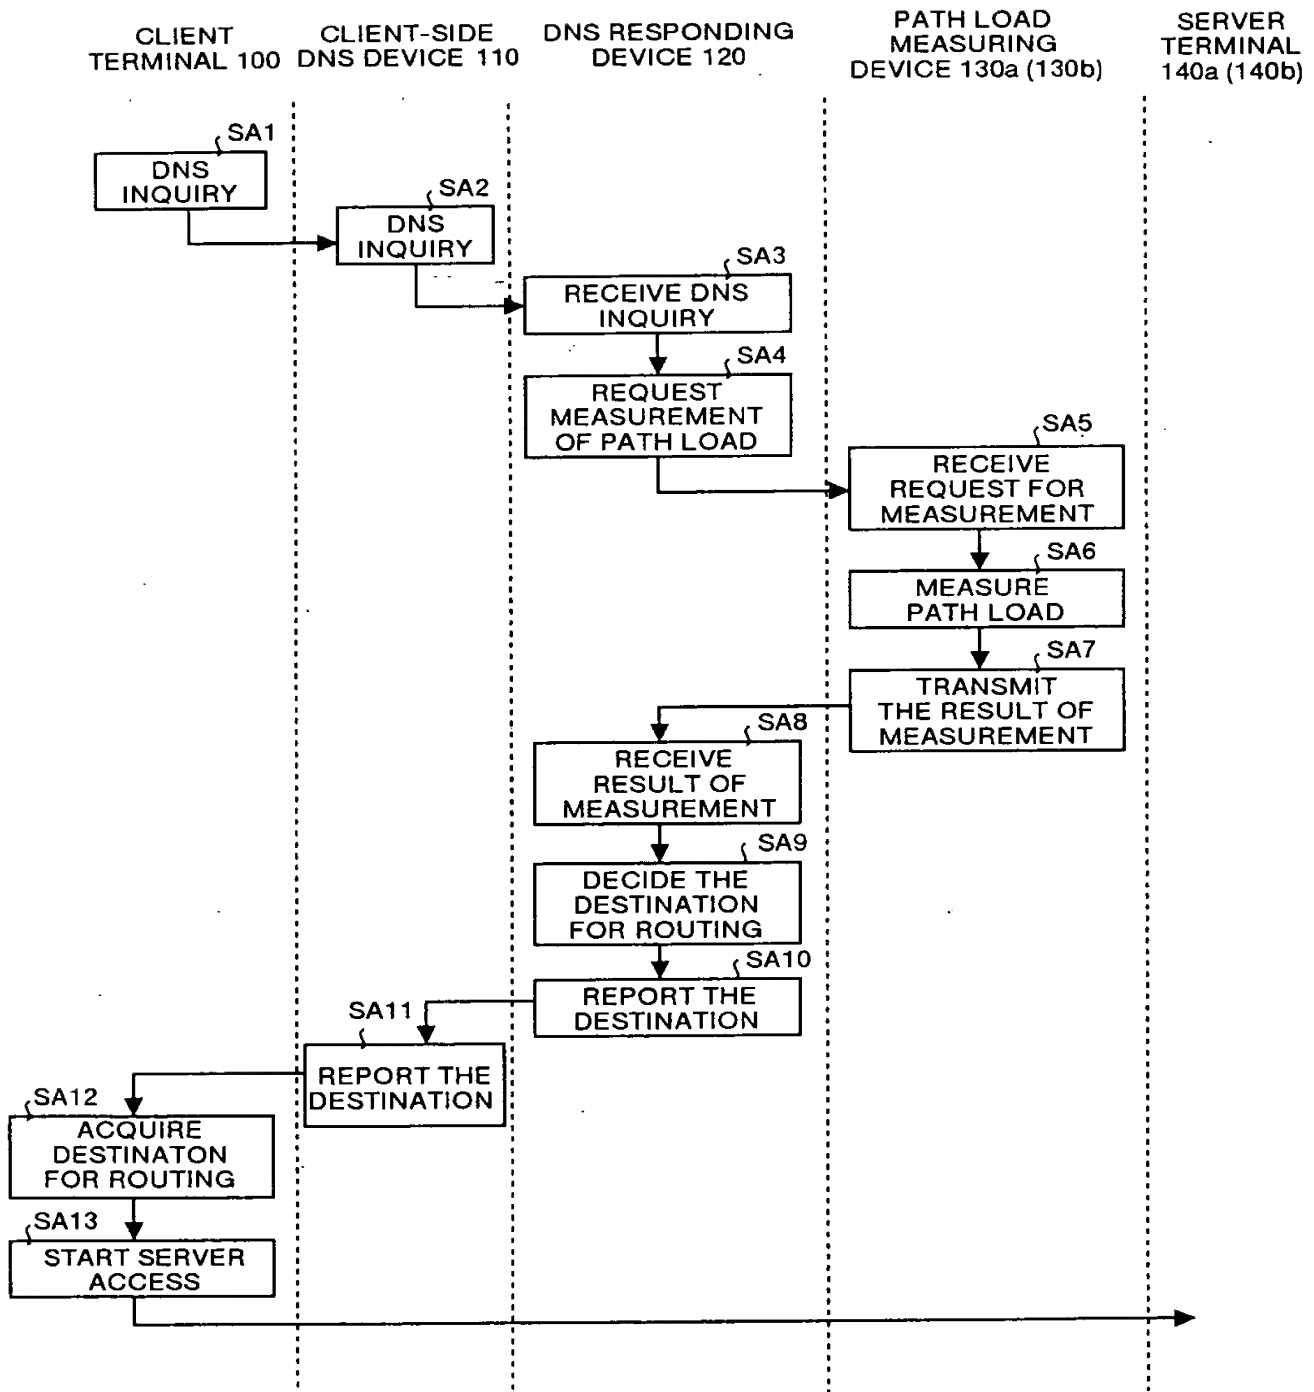 CLIENT
TERMINAL 100
CLIENT-SIDE
DNS DEVICE 110
DNS RESPONDING
DEVICE 120
PATH LOAD
MEASURING
DEVICE 130a (130b)
SERVER
TERMINAL
140a (140b)
SA1
DNS
INQUIRY
SA2
DNS
INQUIRY
SA3
RECEIVE DNS
INQUIRY
SA4
REQUEST
MEASUREMENT
OF PATH LOAD
SA5
RECEIVE
REQUEST FOR
MEASUREMENT
SA6
MEASURE
PATH LOAD
SA7
TRANSMIT
THE RESULT OF
MEASUREMENT
SA8
RECEIVE
RESULT OF
MEASUREMENT
SA9
DECIDE THE
DESTINATION
FOR ROUTING
SA10
REPORT THE
DESTINATION
SA11
REPORT THE
DESTINATION
SA12
ACQUIRE
DESTINATON
FOR ROUTING
SA13
START SERVER
ACCESS